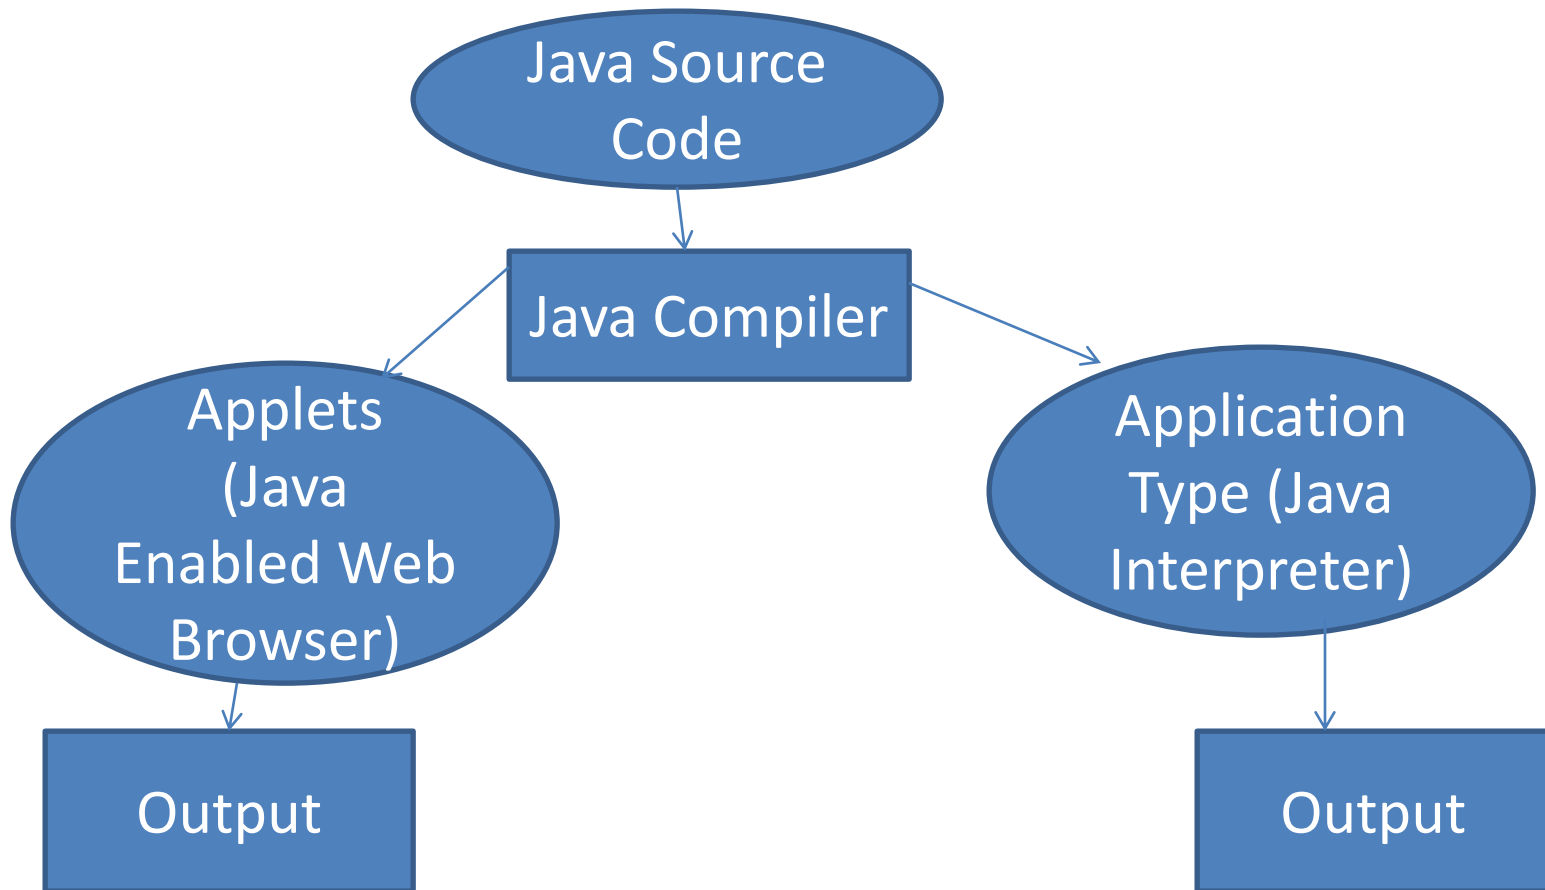 Java Source
Code
Java Compiler
Applets
(Java
Enabled Web
Browser)
Application
Type (Java
Interpreter)
Output
Output